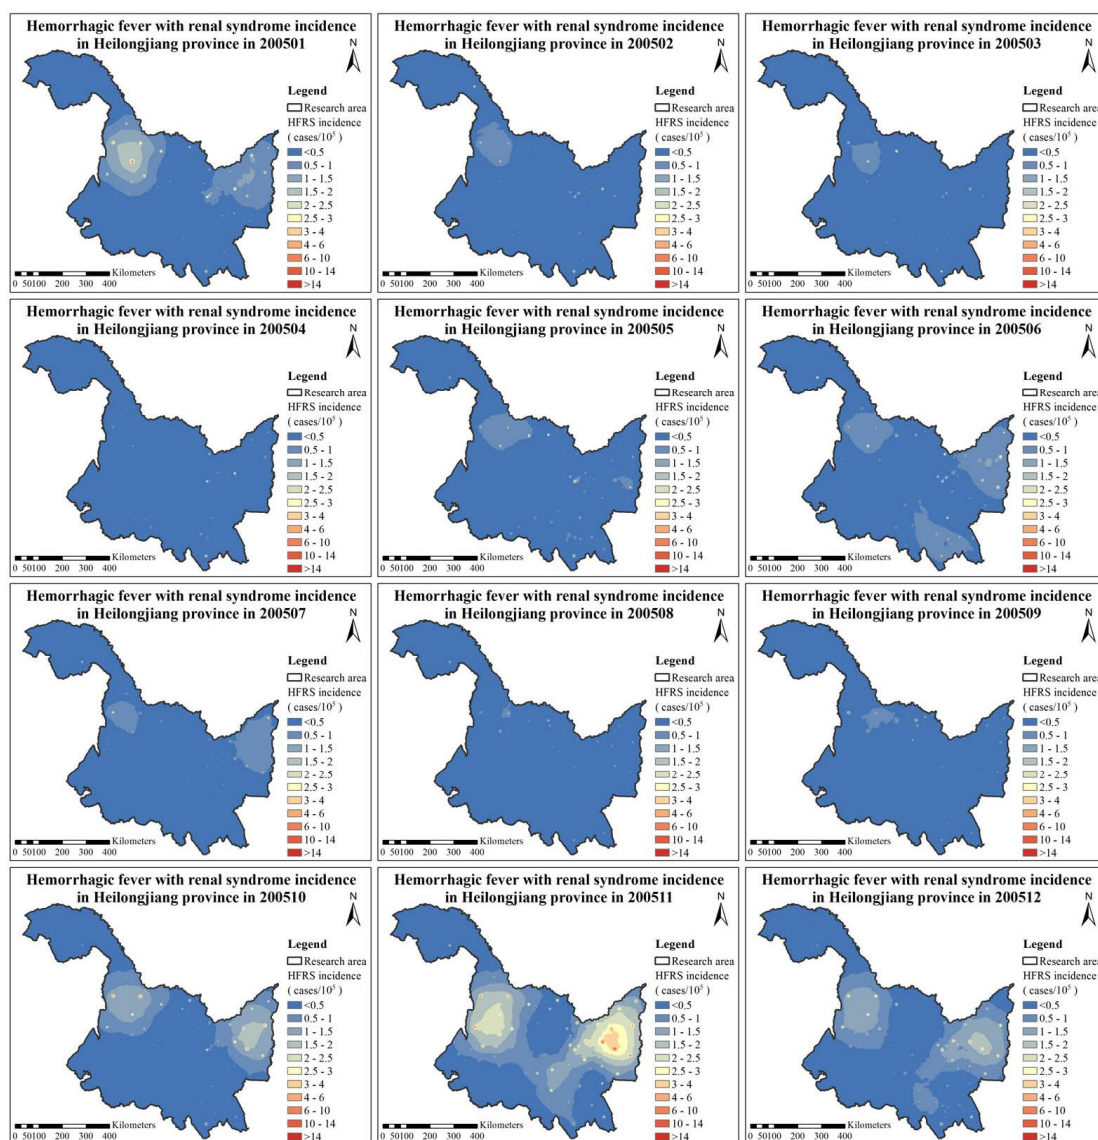 Hemorrhagic fever with renal syndrome incidence
in Heilongjiang province in 200501
N
Legend
Research area
HFRS incidence
( cases/10⁵ )
<0.5
0.5 - 1
1 - 1.5
1.5 - 2
2 - 2.5
2.5 - 3
3 - 4
4 - 6
6 - 10
10 - 14
>14
Kilometers
0 50100 200 300 400
Hemorrhagic fever with renal syndrome incidence
in Heilongjiang province in 200502
N
Legend
Research area
HFRS incidence
( cases/10⁵ )
<0.5
0.5 - 1
1 - 1.5
1.5 - 2
2 - 2.5
2.5 - 3
3 - 4
4 - 6
6 - 10
10 - 14
>14
Kilometers
0 50100 200 300 400
Hemorrhagic fever with renal syndrome incidence
in Heilongjiang province in 200503
N
Legend
Research area
HFRS incidence
( cases/10⁵ )
<0.5
0.5 - 1
1 - 1.5
1.5 - 2
2 - 2.5
2.5 - 3
3 - 4
4 - 6
6 - 10
10 - 14
>14
Kilometers
0 50100 200 300 400
Hemorrhagic fever with renal syndrome incidence
in Heilongjiang province in 200504
N
Legend
Research area
HFRS incidence
( cases/10⁵ )
<0.5
0.5 - 1
1 - 1.5
1.5 - 2
2 - 2.5
2.5 - 3
3 - 4
4 - 6
6 - 10
10 - 14
>14
Kilometers
0 50100 200 300 400
Hemorrhagic fever with renal syndrome incidence
in Heilongjiang province in 200505
N
Legend
Research area
HFRS incidence
( cases/10⁵ )
<0.5
0.5 - 1
1 - 1.5
1.5 - 2
2 - 2.5
2.5 - 3
3 - 4
4 - 6
6 - 10
10 - 14
>14
Kilometers
0 50100 200 300 400
Hemorrhagic fever with renal syndrome incidence
in Heilongjiang province in 200506
N
Legend
Research area
HFRS incidence
( cases/10⁵ )
<0.5
0.5 - 1
1 - 1.5
1.5 - 2
2 - 2.5
2.5 - 3
3 - 4
4 - 6
6 - 10
10 - 14
>14
Kilometers
0 50100 200 300 400
Hemorrhagic fever with renal syndrome incidence
in Heilongjiang province in 200507
N
Legend
Research area
HFRS incidence
( cases/10⁵ )
<0.5
0.5 - 1
1 - 1.5
1.5 - 2
2 - 2.5
2.5 - 3
3 - 4
4 - 6
6 - 10
10 - 14
>14
Kilometers
0 50100 200 300 400
Hemorrhagic fever with renal syndrome incidence
in Heilongjiang province in 200508
N
Legend
Research area
HFRS incidence
( cases/10⁵ )
<0.5
0.5 - 1
1 - 1.5
1.5 - 2
2 - 2.5
2.5 - 3
3 - 4
4 - 6
6 - 10
10 - 14
>14
Kilometers
0 50100 200 300 400
Hemorrhagic fever with renal syndrome incidence
in Heilongjiang province in 200509
N
Legend
Research area
HFRS incidence
( cases/10⁵ )
<0.5
0.5 - 1
1 - 1.5
1.5 - 2
2 - 2.5
2.5 - 3
3 - 4
4 - 6
6 - 10
10 - 14
>14
Kilometers
0 50100 200 300 400
Hemorrhagic fever with renal syndrome incidence
in Heilongjiang province in 200510
N
Legend
Research area
HFRS incidence
( cases/10⁵ )
<0.5
0.5 - 1
1 - 1.5
1.5 - 2
2 - 2.5
2.5 - 3
3 - 4
4 - 6
6 - 10
10 - 14
>14
Kilometers
0 50100 200 300 400
Hemorrhagic fever with renal syndrome incidence
in Heilongjiang province in 200511
N
Legend
Research area
HFRS incidence
( cases/10⁵ )
<0.5
0.5 - 1
1 - 1.5
1.5 - 2
2 - 2.5
2.5 - 3
3 - 4
4 - 6
6 - 10
10 - 14
>14
Kilometers
0 50100 200 300 400
Hemorrhagic fever with renal syndrome incidence
in Heilongjiang province in 200512
N
Legend
Research area
HFRS incidence
( cases/10⁵ )
<0.5
0.5 - 1
1 - 1.5
1.5 - 2
2 - 2.5
2.5 - 3
3 - 4
4 - 6
6 - 10
10 - 14
>14
Kilometers
0 50100 200 300 400